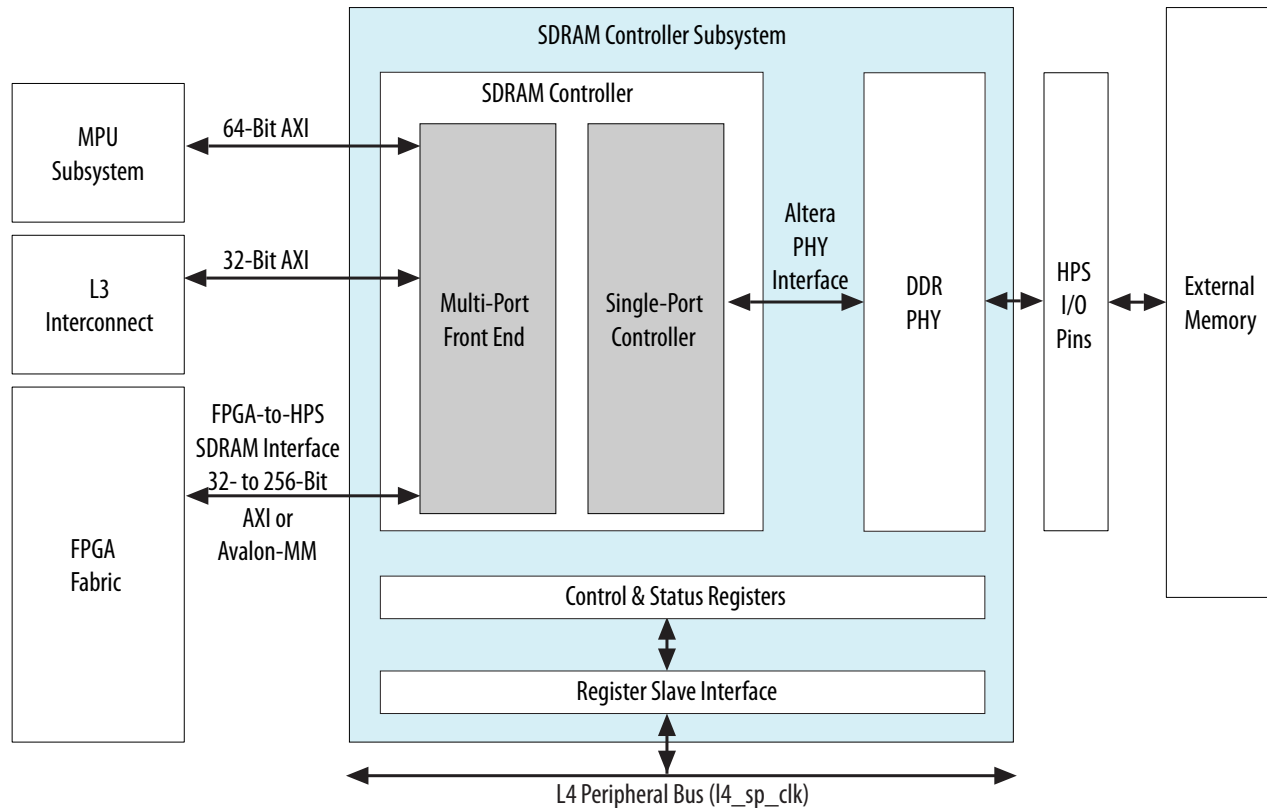 SDRAM Controller Subsystem
SDRAM Controller
MPU
Subsystem
64-Bit AXI
L3
Interconnect
32-Bit AXI
Multi-Port
Front End
Single-Port
Controller
Altera
PHY
Interface
DDR
PHY
HPS
I/O
Pins
External
Memory
FPGA-to-HPS
SDRAM Interface
32- to 256-Bit
AXI or
Avalon-MM
FPGA
Fabric
Control & Status Registers
Register Slave Interface
L4 Peripheral Bus (l4_sp_clk)